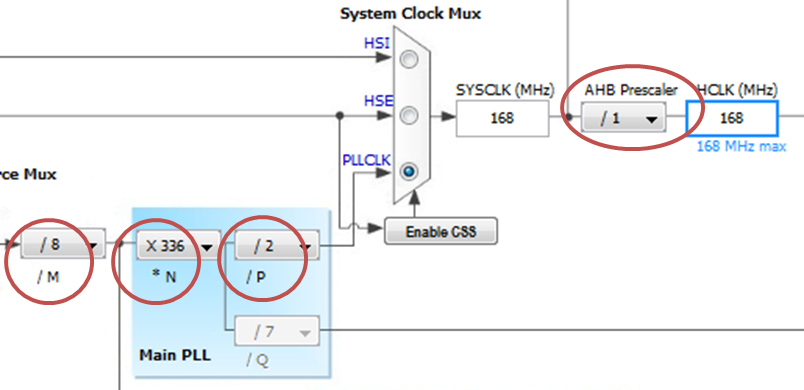 System Clock Mux
HSI
HSE
SYSCLK (MHz)
AHB Prescaler
HCLK (MHz)
168
/ 1
168
168 MHz max
PLLCLK
rce Mux
Enable CSS
/ 8
X 336
/ 2
/ M
* N
/ P
/ 7
Main PLL
/ Q